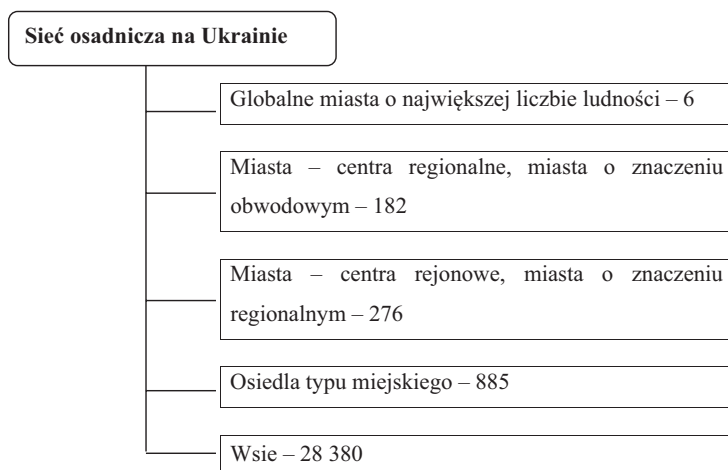 Sieć osadnicza na Ukrainie
Globalne miasta o największej liczbie ludności – 6
Miasta – centra regionalne, miasta o znaczeniu
obwodowym – 182
Miasta – centra rejonowe, miasta o znaczeniu
regionalnym – 276
Osiedla typu miejskiego – 885
Wsie – 28 380